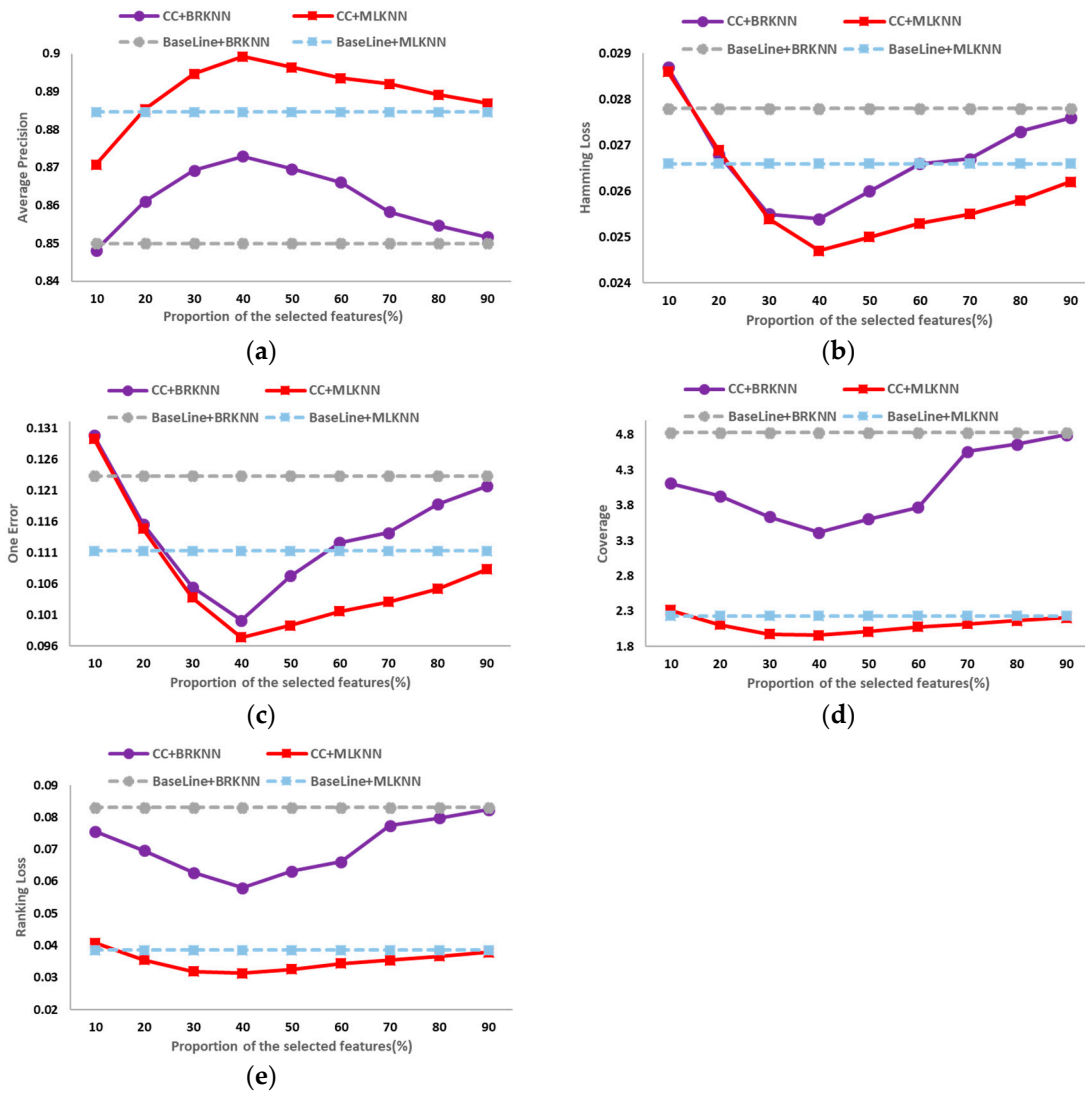 CC+BRKNN CC+MLKNN
BaseLine+BRKNN BaseLine+MLKNN
Average Precision
0.9
0.89
0.88
0.87
0.86
0.85
0.84
10 20 30 40 50 60 70 80 90
Proportion of the selected features(%)
(a)
CC+BRKNN CC+MLKNN
BaseLine+BRKNN BaseLine+MLKNN
Hamming Loss
0.029
0.028
0.027
0.026
0.025
0.024
10 20 30 40 50 60 70 80 90
Proportion of the selected features(%)
(b)
CC+BRKNN CC+MLKNN
BaseLine+BRKNN BaseLine+MLKNN
One Error
0.131
0.126
0.121
0.116
0.111
0.106
0.101
0.096
10 20 30 40 50 60 70 80 90
Proportion of the selected features(%)
(c)
CC+BRKNN CC+MLKNN
BaseLine+BRKNN BaseLine+MLKNN
Coverage
4.8
4.3
3.8
3.3
2.8
2.3
1.8
10 20 30 40 50 60 70 80 90
Proportion of the selected features(%)
(d)
CC+BRKNN CC+MLKNN
BaseLine+BRKNN BaseLine+MLKNN
Ranking Loss
0.09
0.08
0.07
0.06
0.05
0.04
0.03
0.02
10 20 30 40 50 60 70 80 90
Proportion of the selected features(%)
(e)